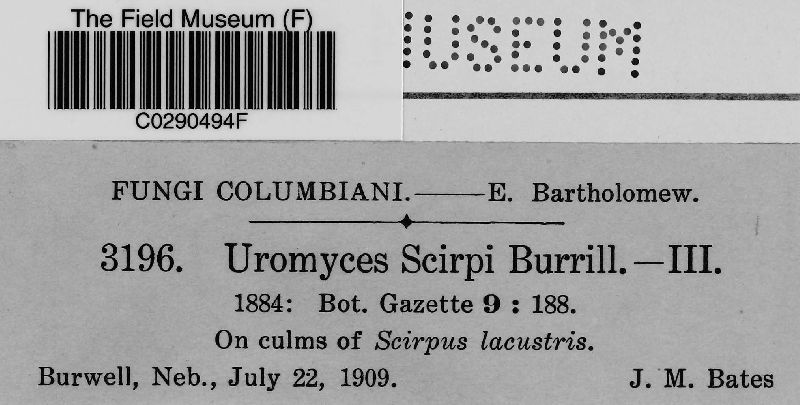 The Field Museum (F)
C0290494F
MUSEUM
FUNGI COLUMBIANI.——E. Bartholomew.
3196. Uromyces Scirpi Burrill.—III.
1884: Bot. Gazette 9 : 188.
On culms of Scirpus lacustris.
Burwell, Neb., July 22, 1909. J. M. Bates